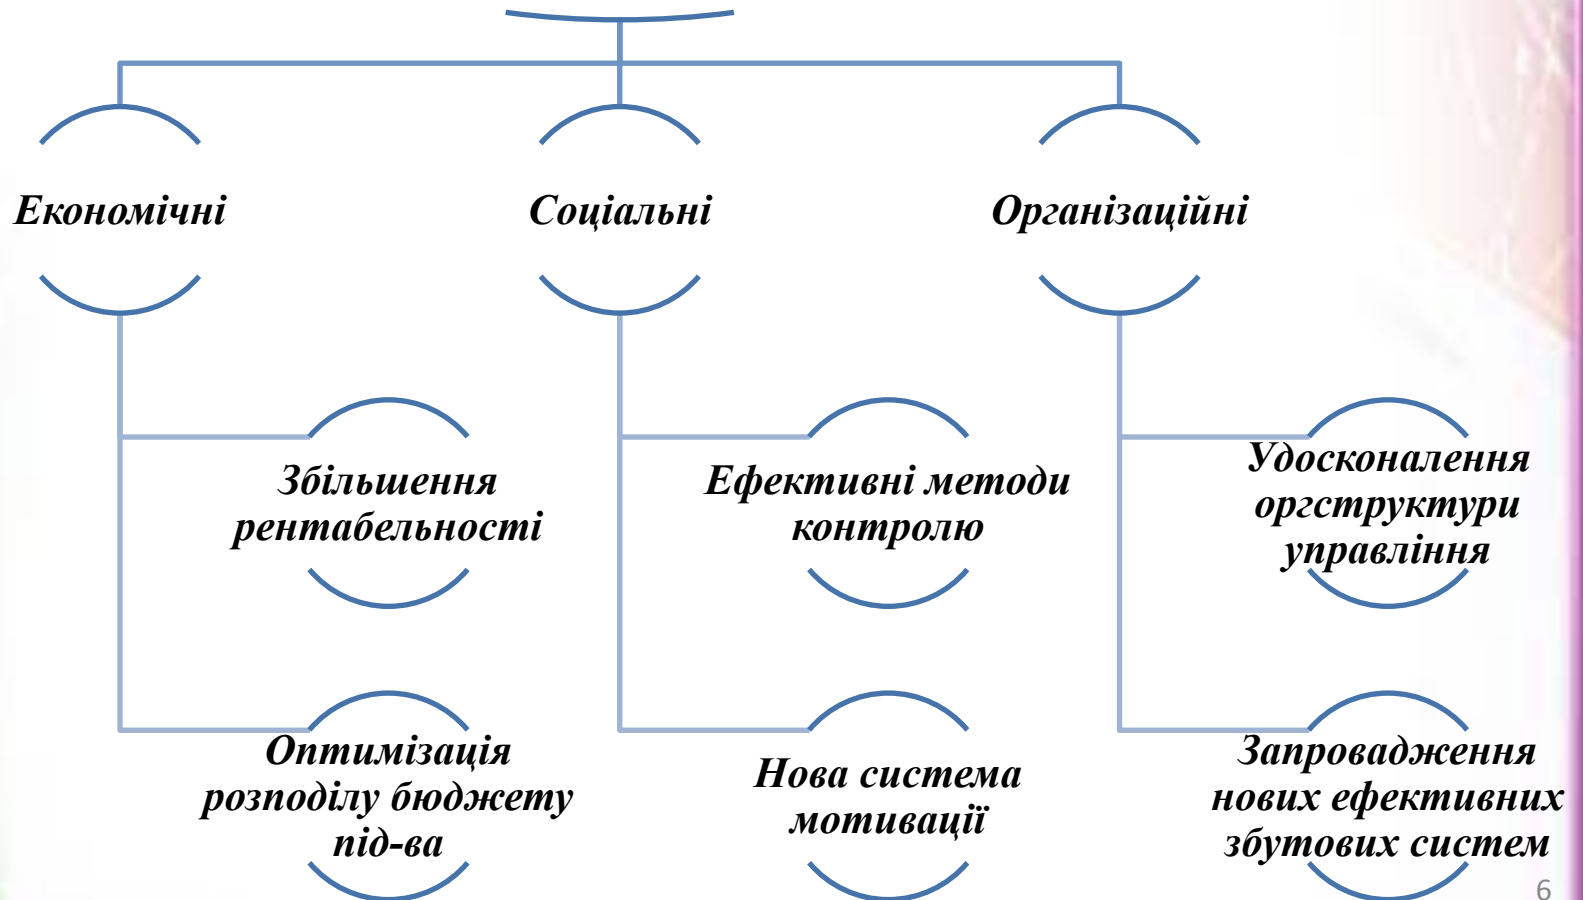 Економічні
Соціальні
Організаційні
Збільшення
рентабельності
Ефективні методи
контролю
Удосконалення
оргструктури
управління
Оптимізація
розподілу бюджету
під-ва
Нова система
мотивації
Запровадження
нових ефективних
збутових систем
6